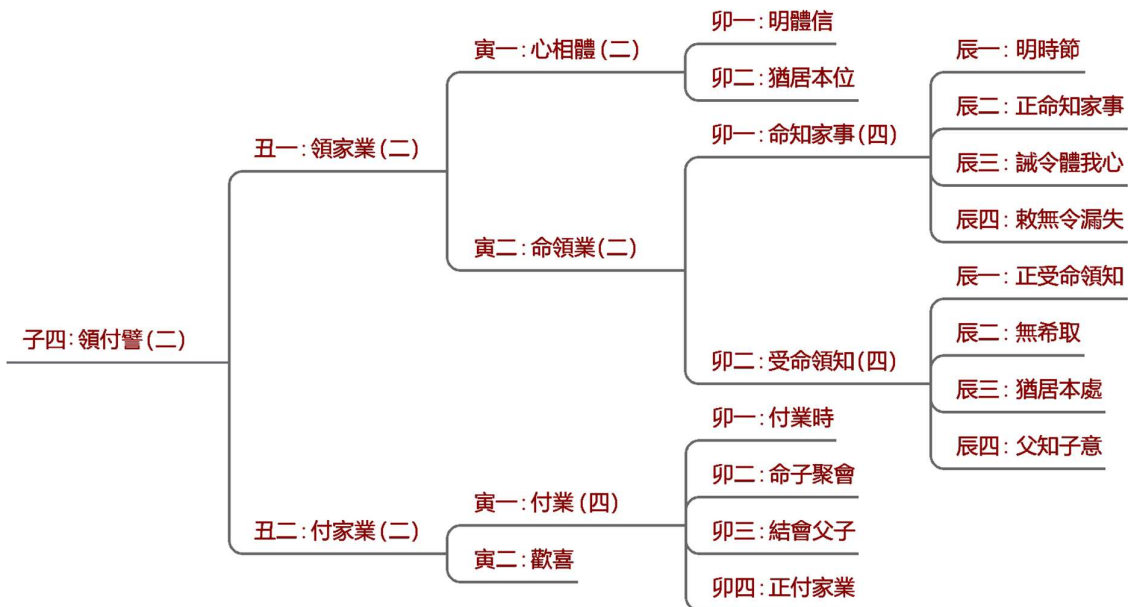 子四:領付譬(二)
丑一:領家業(二)
寅一:心相體(二)
卯一:明體信
卯二:猶居本位
寅二:命領業(二)
卯一:命知家事(四)
辰一:明時節
辰二:正命知家事
辰三:誡令體我心
辰四:敕無令漏失
卯二:受命領知(四)
辰一:正受命領知
辰二:無希取
辰三:猶居本處
辰四:父知子意
丑二:付家業(二)
寅一:付業(四)
卯一:付業時
卯二:命子聚會
卯三:結會父子
卯四:正付家業
寅二:歡喜